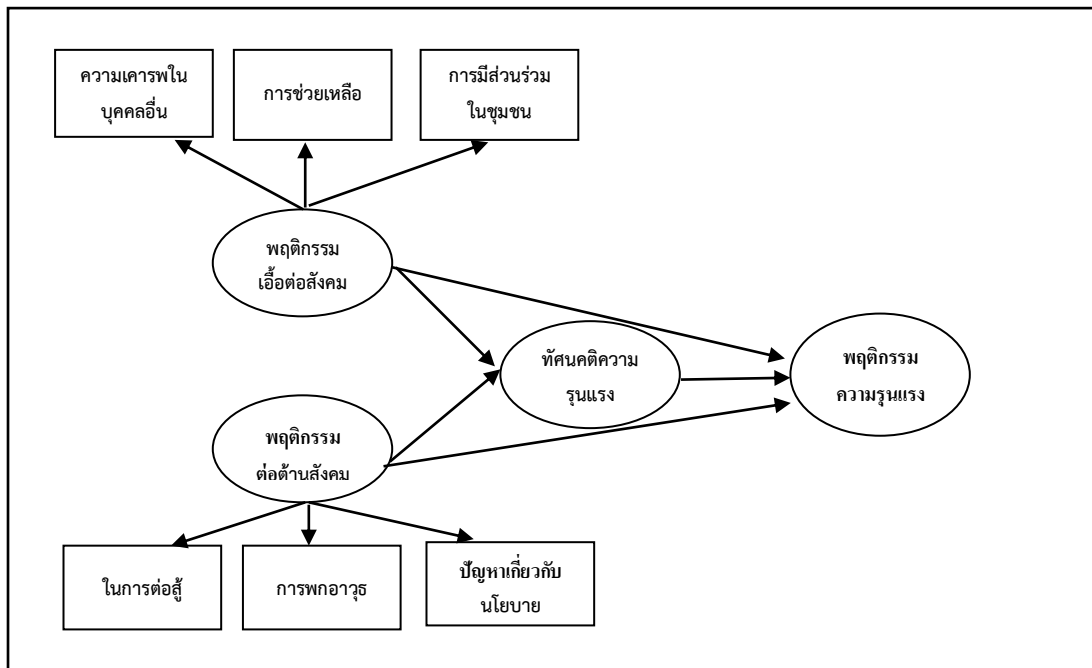 ความเคารพใน
บุคคลอื่น
การช่วยเหลือ
การมีส่วนร่วม
ในชุมชน
พฤติกรรม
เอื้อต่อสังคม
ทัศนคติความ
รุนแรง
พฤติกรรม
ความรุนแรง
พฤติกรรม
ต่อต้านสังคม
ในการต่อสู้
การพกอาวุธ
ปัญหาเกี่ยวกับ
นโยบาย